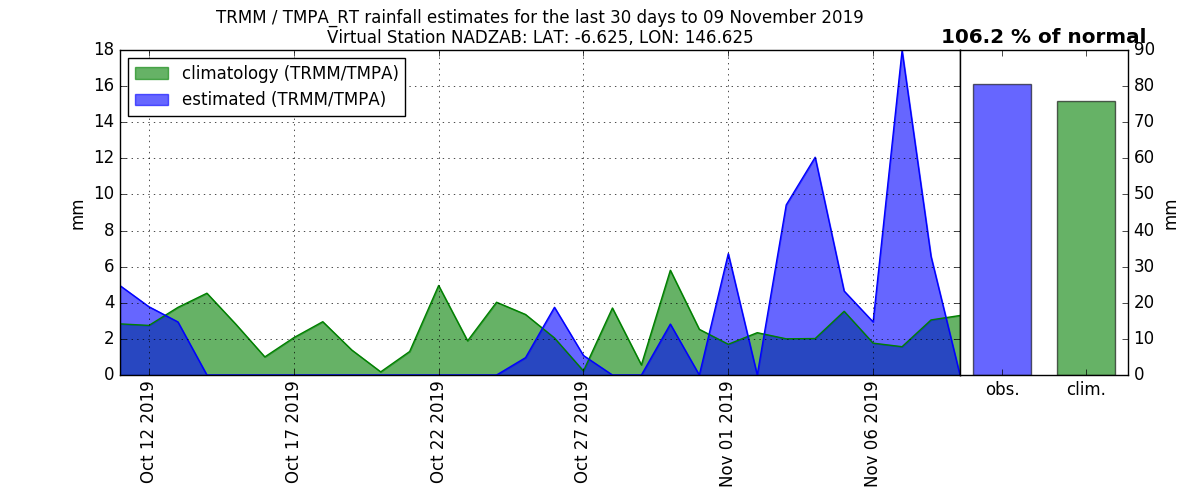 TRMM / TMPA_RT rainfall estimates for the last 30 days to 09 November 2019
Virtual Station NADZAB: LAT: -6.625, LON: 146.625
106.2 % of normal
climatology (TRMM/TMPA)
estimated (TRMM/TMPA)
18
16
14
12
10
8
6
4
2
0
mm
Oct 12 2019
Oct 17 2019
Oct 22 2019
Oct 27 2019
Nov 01 2019
Nov 06 2019
obs.
clim.
90
80
70
60
50
40
30
20
10
0
mm